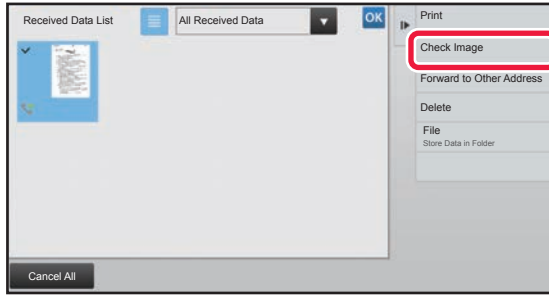 Received Data List
All Received Data
OK
Print
Check Image
Forward to Other Address
Delete
File
Store Data in Folder
Cancel All